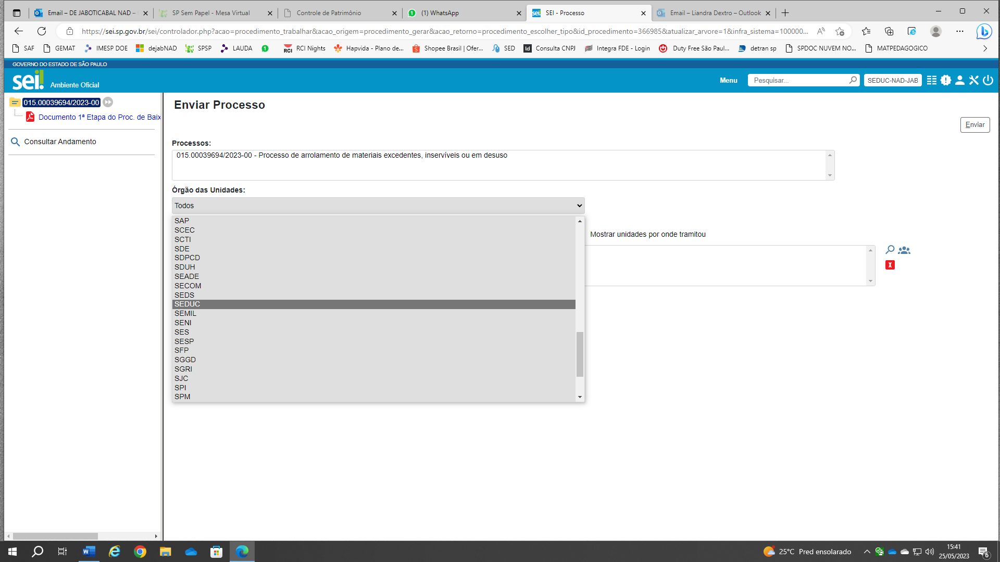 Email – DE JABOTICABAL NAD –
SP Sem Papel - Mesa Virtual
Controle de Patrimônio
(1) WhatsApp
SEI - Processo
Email – Liandra Dextro – Outlook
https://sei.sp.gov.br/sei/controlador.php?acao=procedimento_trabalhar&acao_origem=procedimento_gerar&acao_retorno=procedimento_escolher_tipo&id_procedimento=366985&atualizar_arvore=1&infra_sistema=100000...
SAF
GEMAT
IMESP DOE
dejabNAD
SPSP
LAUDA
RCI Nights
Hapvida - Plano de...
Shopee Brasil | Ofer...
SED
Consulta CNPJ
Integra FDE - Login
Duty Free São Paul...
detran sp
SPDOC NUVEM NO...
MATPEDAGOGICO
GOVERNO DO ESTADO DE SÃO PAULO
sei!
Ambiente Oficial
Menu
Pesquisar...
SEDUC-NAD-JAB
015.00039694/2023-00
Documento 1ª Etapa do Proc. de Baix
Consultar Andamento
Enviar Processo
Enviar
Processos:
015.00039694/2023-00 - Processo de arrolamento de materiais excedentes, inservíveis ou em desuso
Órgão das Unidades:
Todos
SAP
SCEC
SCTI
SDE
SDPCD
SDUH
SEADE
SECOM
SEDS
SEDUC
SEMIL
SENI
SES
SESP
SFP
SGGD
SGRI
SJC
SPI
SPM
Mostrar unidades por onde tramitou
25°C Pred ensolarado
15:41
25/05/2023
6